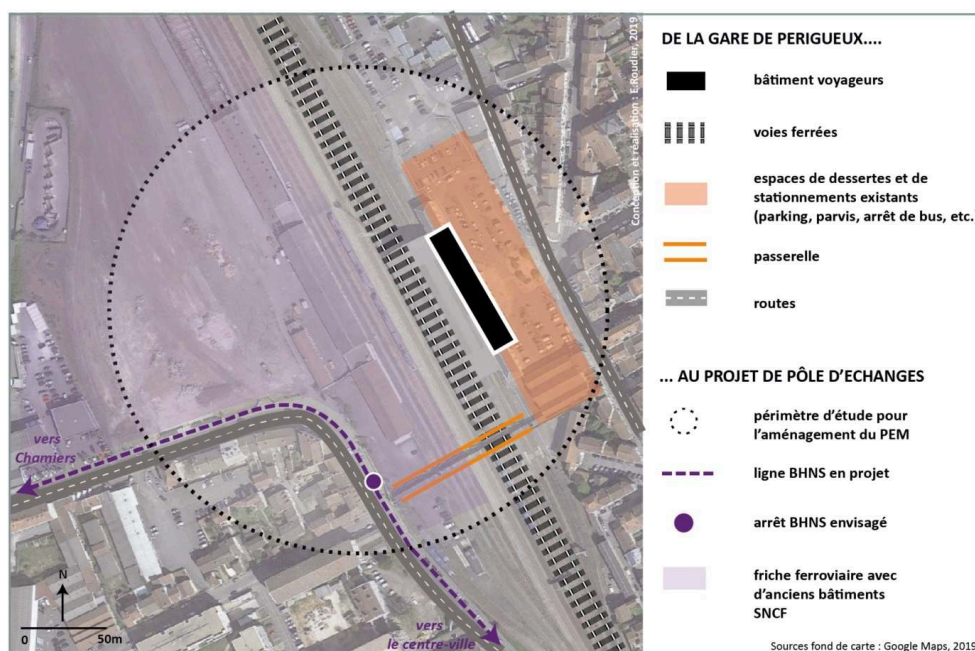 DE LA GARE DE PERIGUEUX....
bâtiment voyageurs
voies ferrées
espaces de dessertes et de
stationnements existants
(parking, parvis, arrêt de bus, etc.
passerelle
routes
... AU PROJET DE PÔLE D'ECHANGES
périmètre d'étude pour
l'aménagement du PEM
ligne BHNS en projet
arrêt BHNS envisagé
friche ferroviaire avec
d'anciens bâtiments
SNCF
Sources fond de carte : Google Maps, 2019
Conception et réalisation : E.Roudier, 2019
vers
Chamiers
vers
le centre-ville
N
0 50m